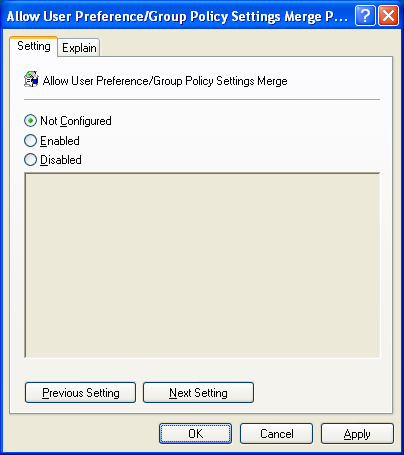 Allow User Preference/Group Policy Settings Merge P...
Setting
Explain
Allow User Preference/Group Policy Settings Merge
Not Configured
Enabled
Disabled
Previous Setting
Next Setting
OK
Cancel
Apply